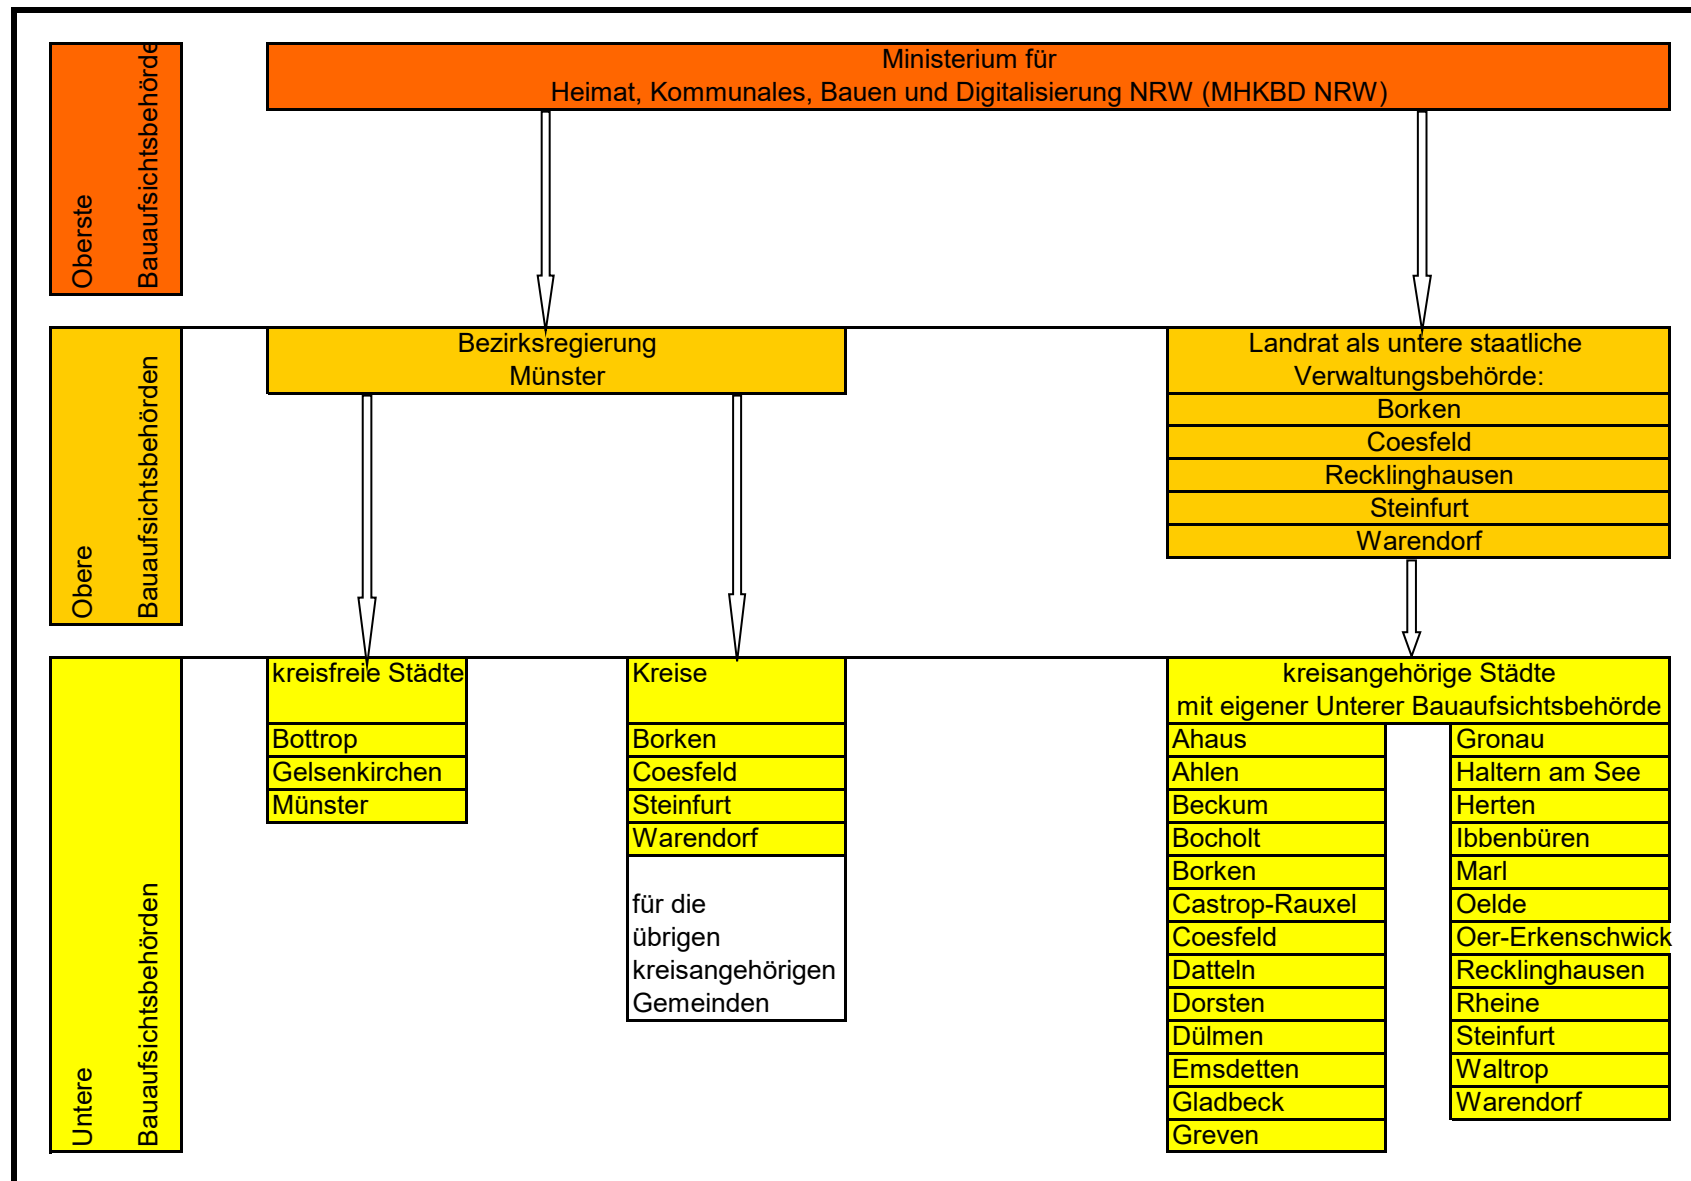 Oberste
Bauaufsichtsbehörde
Ministerium für
Heimat, Kommunales, Bauen und Digitalisierung NRW (MHKBD NRW)
Obere
Bauaufsichtsbehörden
Bezirksregierung
Münster
Landrat als untere staatliche
Verwaltungsbehörde:
Borken
Coesfeld
Recklinghausen
Steinfurt
Warendorf
Untere
Bauaufsichtsbehörden
kreisfreie Städte
Bottrop
Gelsenkirchen
Münster
Kreise
Borken
Coesfeld
Steinfurt
Warendorf
für die
übrigen
kreisangehörigen
Gemeinden
kreisangehörige Städte
mit eigener Unterer Bauaufsichtsbehörde
Ahaus
Ahlen
Beckum
Bocholt
Borken
Castrop-Rauxel
Coesfeld
Datteln
Dorsten
Dülmen
Emsdetten
Gladbeck
Greven
Gronau
Haltern am See
Herten
Ibbenbüren
Marl
Oelde
Oer-Erkenschwick
Recklinghausen
Rheine
Steinfurt
Waltrop
Warendorf